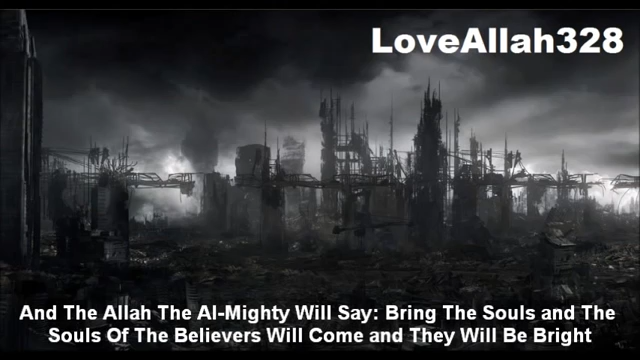 LoveAllah328
And The Allah The Al-Mighty Will Say: Bring The Souls and The
Souls Of The Believers Will Come and They Will Be Bright